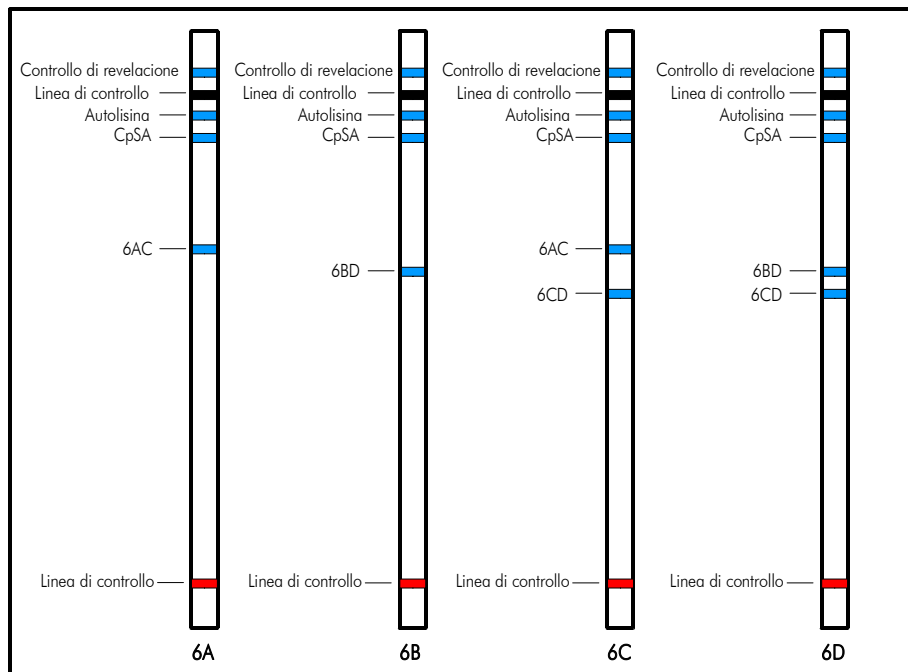 Controllo di revelacione Controllo di revelacione Controllo di revelacione Controllo di revelacione
Linea di controllo Linea di controllo Linea di controllo Linea di controllo
Autolisina Autolisina Autolisina Autolisina
CpSA CpSA CpSA CpSA
6AC 6AC
6BD 6BD
6CD 6CD
Linea di controllo Linea di controllo Linea di controllo Linea di controllo
6A 6B 6C 6D